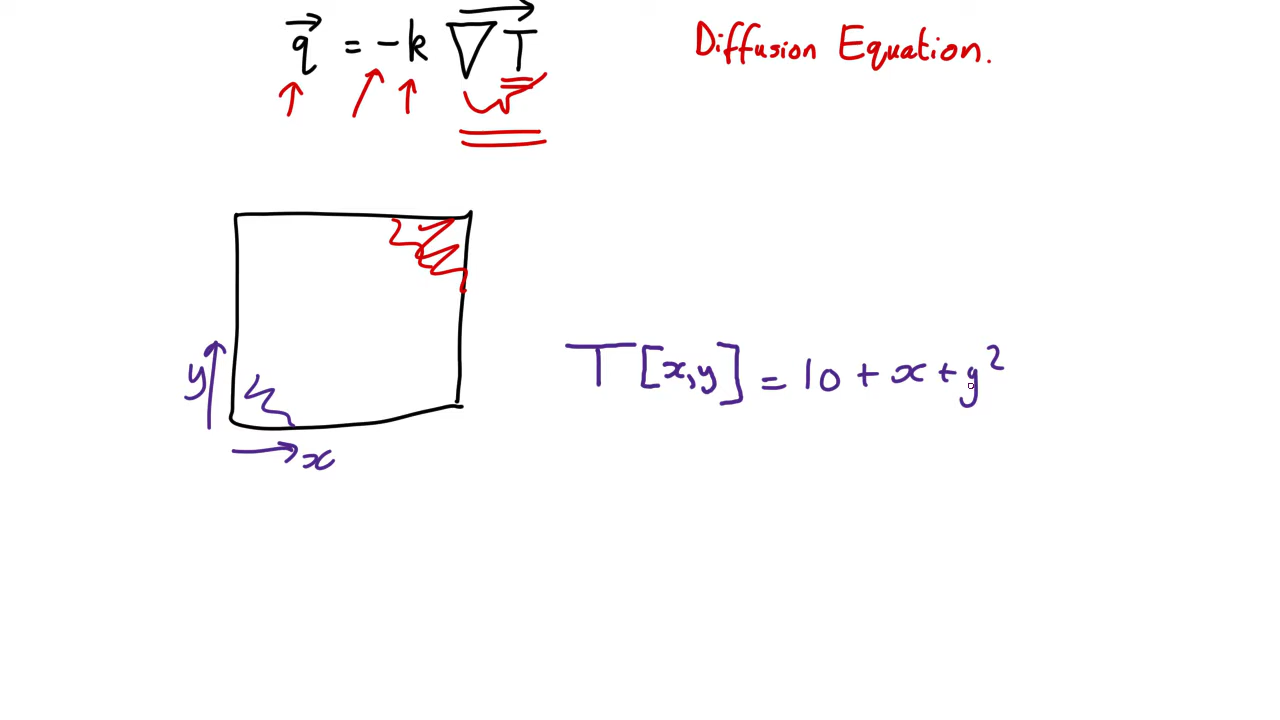 q⃗ = -k ∇⃗T
Diffusion Equation.
y
x
T[x,y] = 10 + x + y²